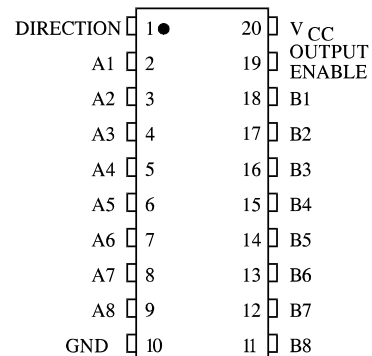 DIRECTION 1 20 VCC
A1 2 19 OUTPUT ENABLE
A2 3 18 B1
A3 4 17 B2
A4 5 16 B3
A5 6 15 B4
A6 7 14 B5
A7 8 13 B6
A8 9 12 B7
GND 10 11 B8